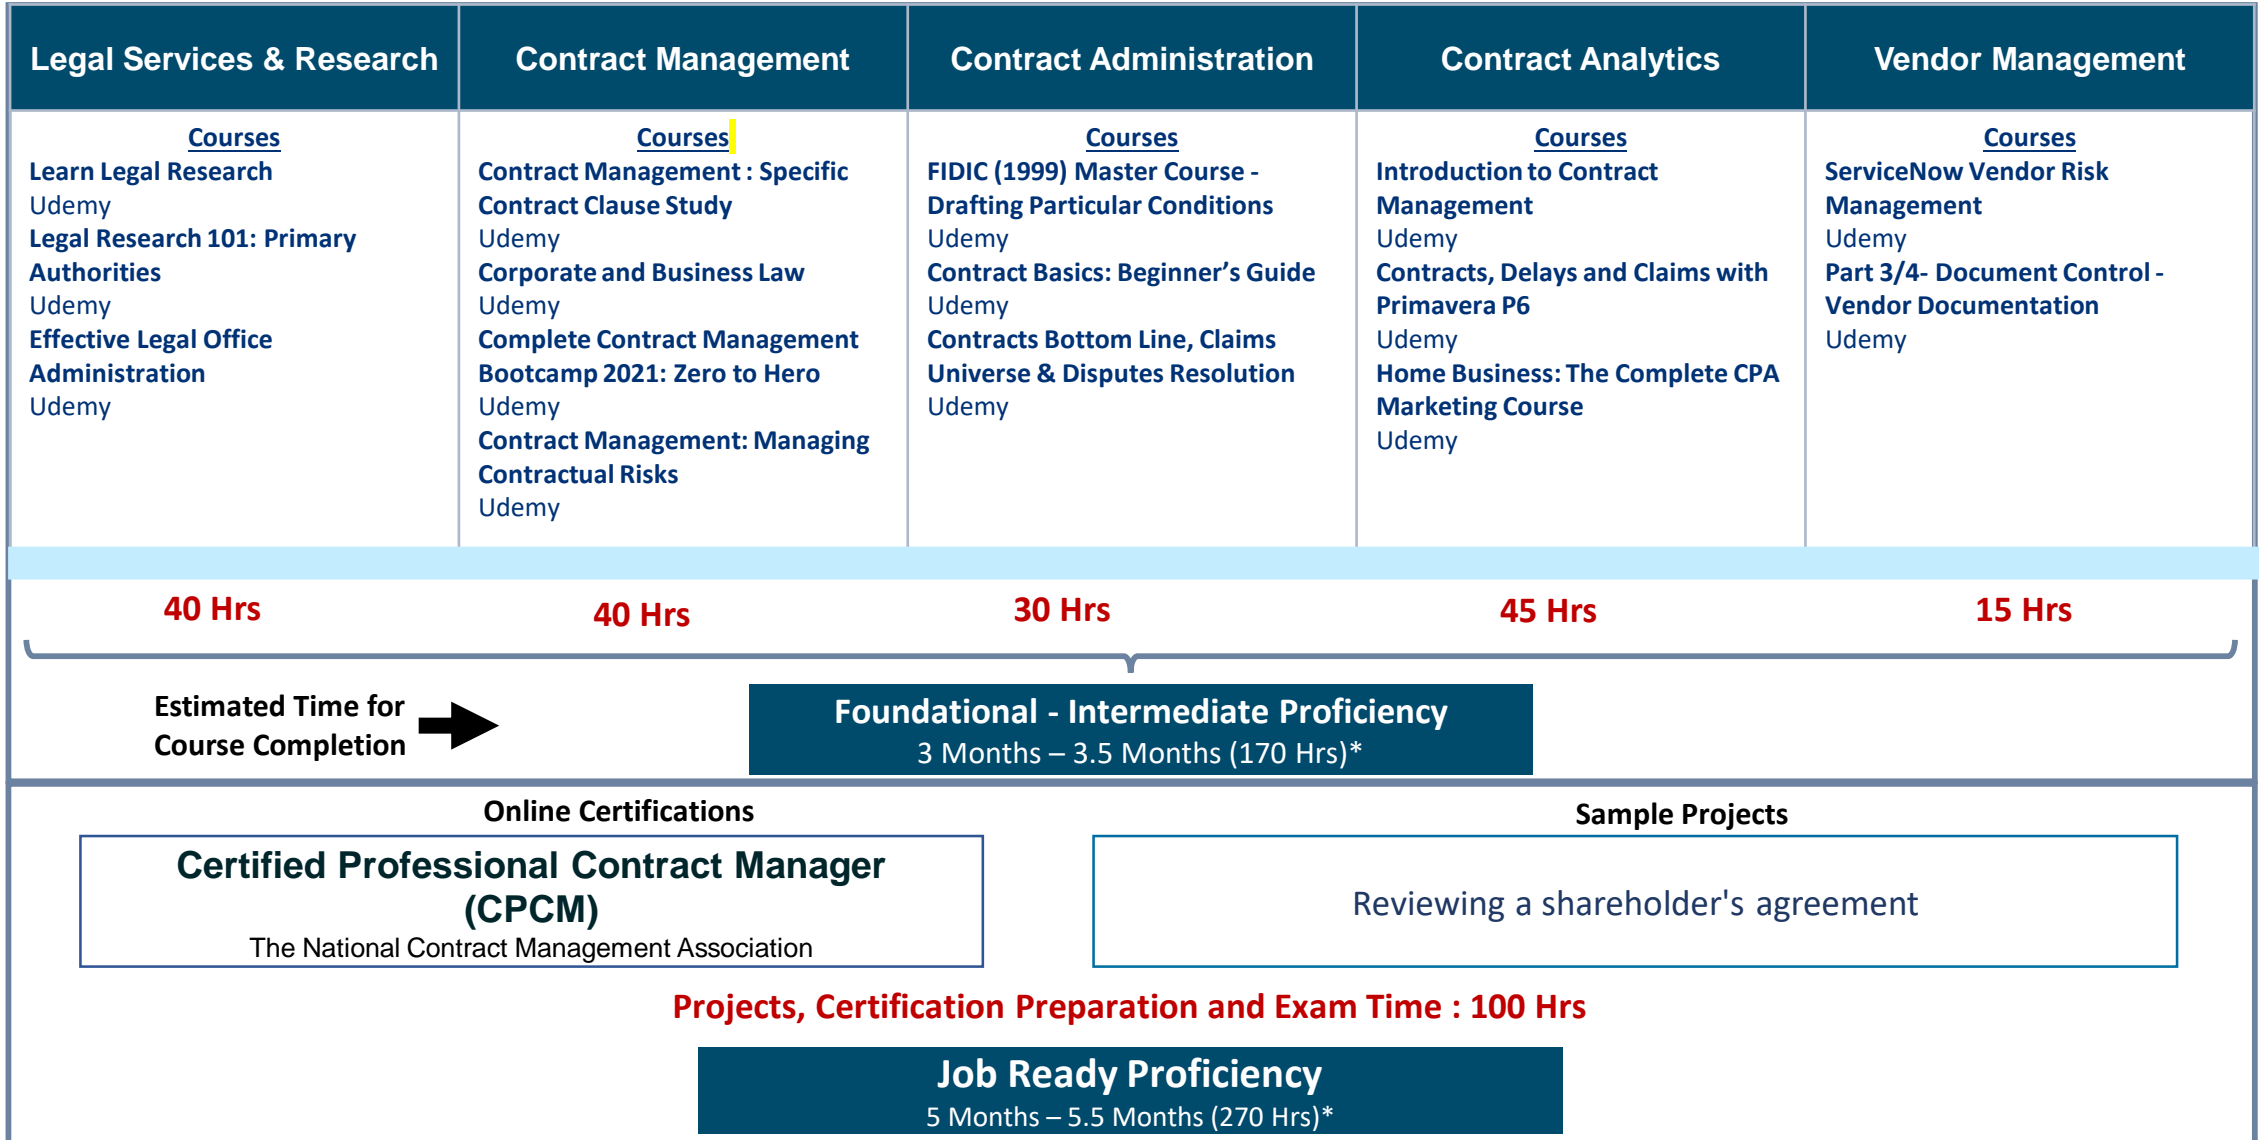 Legal Services & Research
Contract Management
Contract Administration
Contract Analytics
Vendor Management
Courses
Learn Legal Research
Udemy
Legal Research 101: Primary
Authorities
Udemy
Effective Legal Office
Administration
Udemy
Courses
Contract Management : Specific
Contract Clause Study
Udemy
Corporate and Business Law
Udemy
Complete Contract Management
Bootcamp 2021: Zero to Hero
Udemy
Contract Management: Managing
Contractual Risks
Udemy
Courses
FIDIC (1999) Master Course -
Drafting Particular Conditions
Udemy
Contract Basics: Beginner’s Guide
Udemy
Contracts Bottom Line, Claims
Universe & Disputes Resolution
Udemy
Courses
Introduction to Contract
Management
Udemy
Contracts, Delays and Claims with
Primavera P6
Udemy
Home Business: The Complete CPA
Marketing Course
Udemy
Courses
ServiceNow Vendor Risk
Management
Udemy
Part 3/4- Document Control -
Vendor Documentation
Udemy
40 Hrs
40 Hrs
30 Hrs
45 Hrs
15 Hrs
Estimated Time for
Course Completion
Foundational - Intermediate Proficiency
3 Months – 3.5 Months (170 Hrs)*
Online Certifications
Certified Professional Contract Manager
(CPCM)
The National Contract Management Association
Sample Projects
Reviewing a shareholder's agreement
Projects, Certification Preparation and Exam Time : 100 Hrs
Job Ready Proficiency
5 Months – 5.5 Months (270 Hrs)*